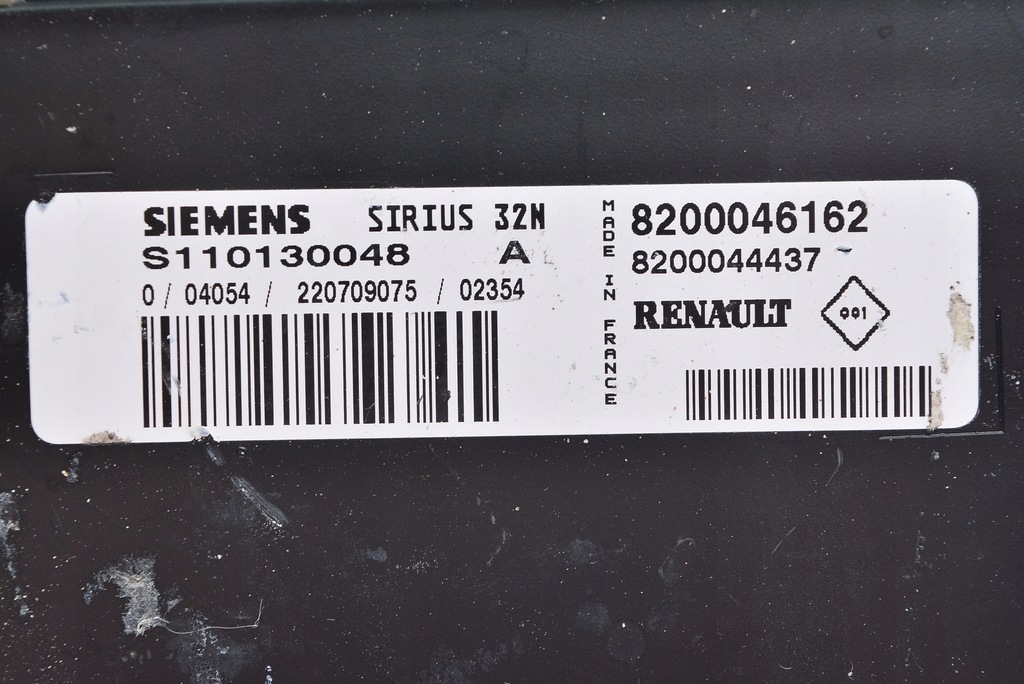 SIEMENS SIRIUS 32N
S110130048 A
0 / 04054 / 220709075 / 02354
MADE IN FRANCE
8200046162
8200044437
RENAULT 001